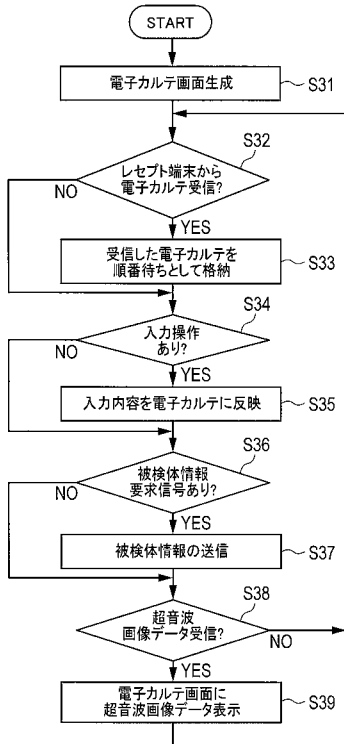 START
電子カルテ画面生成
S31
S32
レセプト端末から
電子カルテ受信?
NO
YES
受信した電子カルテを
順番待ちとして格納
S33
S34
入力操作
あり?
NO
YES
入力内容を電子カルテに反映
S35
S36
被検体情報
要求信号あり?
NO
YES
被検体情報の送信
S37
S38
超音波
画像データ受信?
NO
YES
電子カルテ画面に
超音波画像データ表示
S39